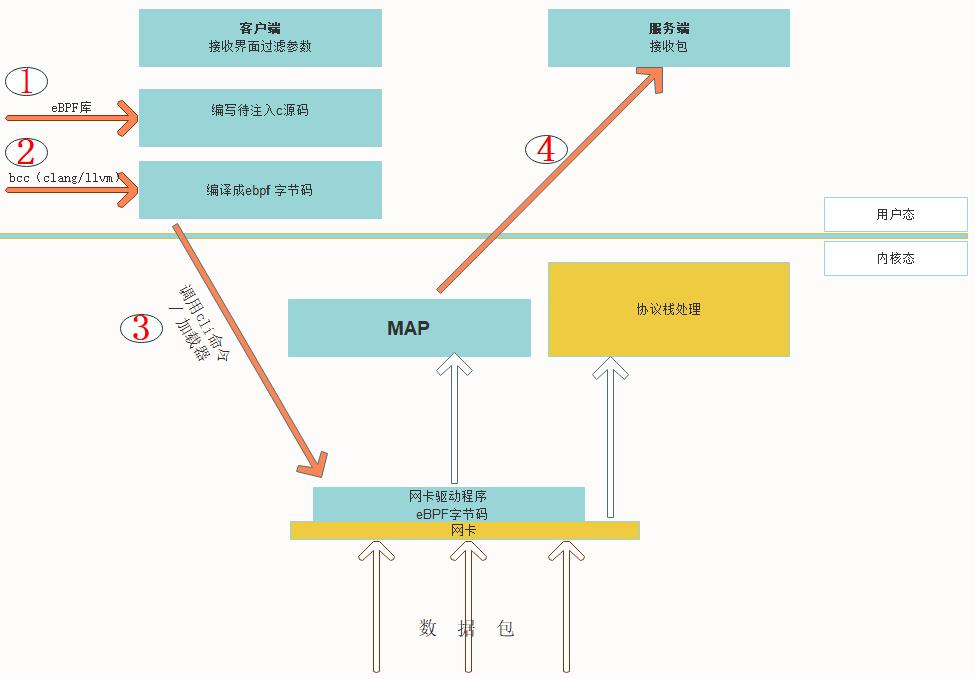 客户端
接收界面过滤参数
服务端
接收包
1
eBPF库
编写待注入c源码
2
bcc（clang/llvm）
编译成ebpf 字节码
4
用户态
内核态
3
调用cli命令
—加载器
MAP
协议栈处理
网卡驱动程序
eBPF字节码
网卡
数 据 包